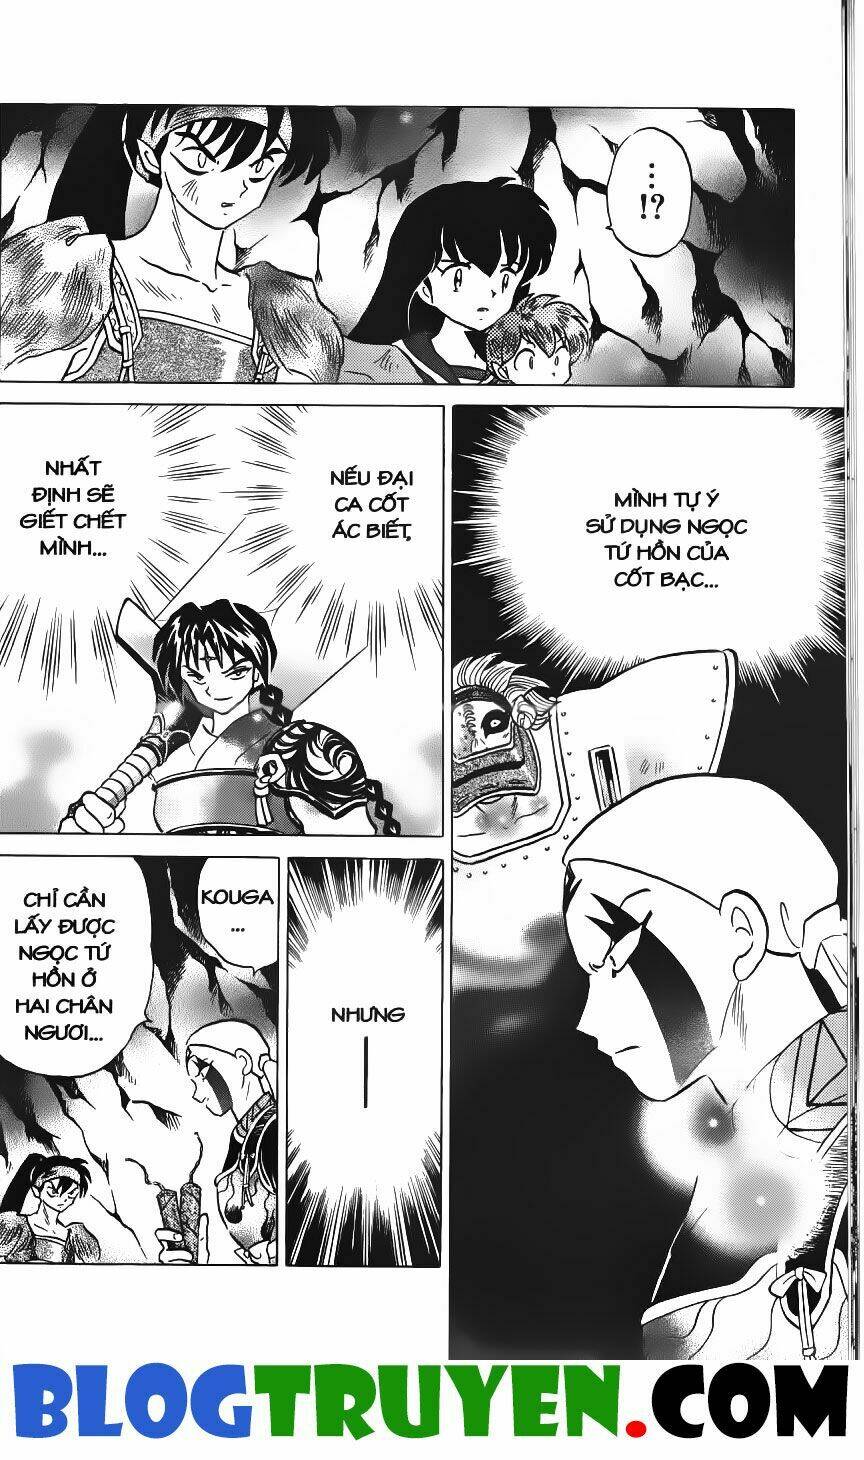 ...
!?
MÌNH TỰ Ý
SỬ DỤNG NGỌC
TỨ HỒN CỦA
CỐT BẠC...
NẾU ĐẠI
CA CỐT
ÁC BIẾT,
NHẤT
ĐỊNH SẼ
GIẾT CHẾT
MÌNH...
NHƯNG
—
KOUGA
...
CHỈ CẦN
LẤY ĐƯỢC
NGỌC TỨ
HỒN Ở
HAI CHÂN
NGƯƠI...
BLOGTRUYEN.COM